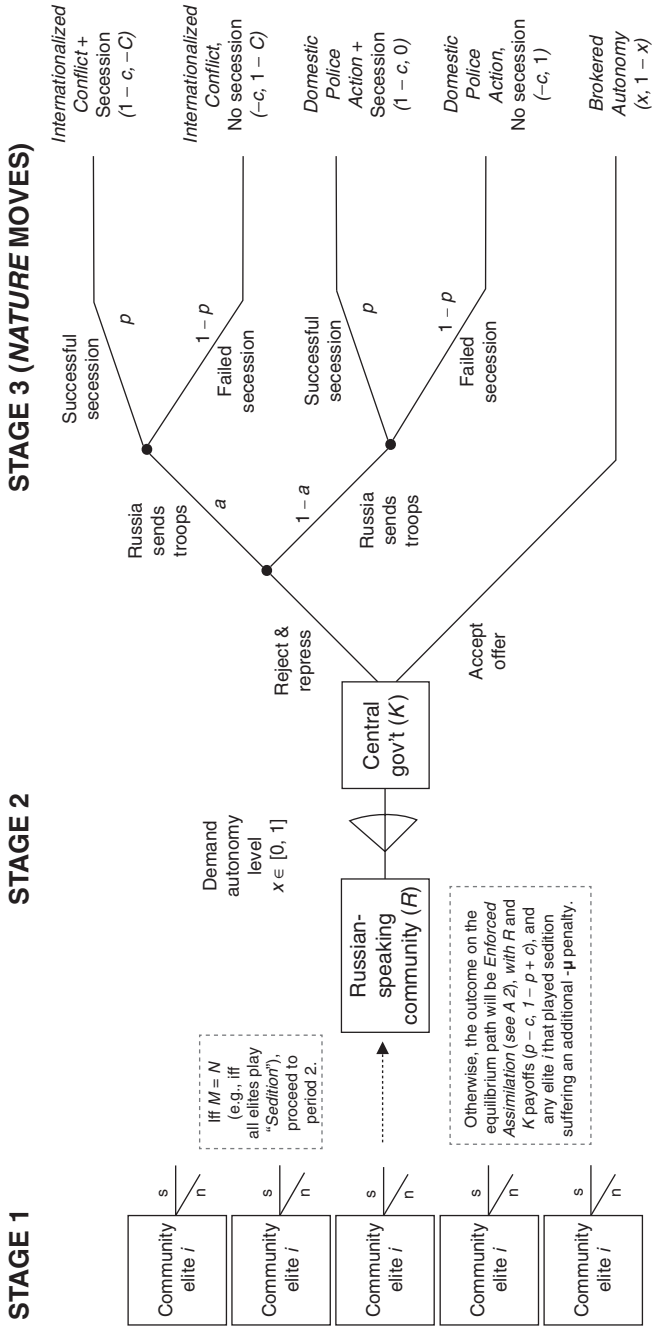 STAGE 1
Community
elite i
s
n
Community
elite i
s
n
Community
elite i
s
n
Community
elite i
s
n
Community
elite i
s
n
STAGE 2
Iff M = N
(e.g., iff
all elites play
“Sedition”),
proceed to
period 2.
Otherwise, the outcome on the
equilibrium path will be Enforced
Assimilation (see A 2), with R and
K payoffs (p – c, 1 – p + c), and
any elite i that played sedition
suffering an additional -μ penalty.
Russian-
speaking
community (R)
Demand
autonomy
level
x ∈ [0, 1]
Central
gov’t (K)
Reject &
repress
Accept
offer
STAGE 3 (NATURE MOVES)
Russia
sends
troops
a
1 – a
Russia
sends
troops
Successful
secession
p
1 – p
Failed
secession
Successful
secession
p
1 – p
Failed
secession
Internationalized
Conflict +
Secession
(1 – c, –C)
Internationalized
Conflict,
No secession
(–c, 1 – C)
Domestic
Police
Action +
Secession
(1 – c, 0)
Domestic
Police
Action,
No secession
(–c, 1)
Brokered
Autonomy
(x, 1 – x)